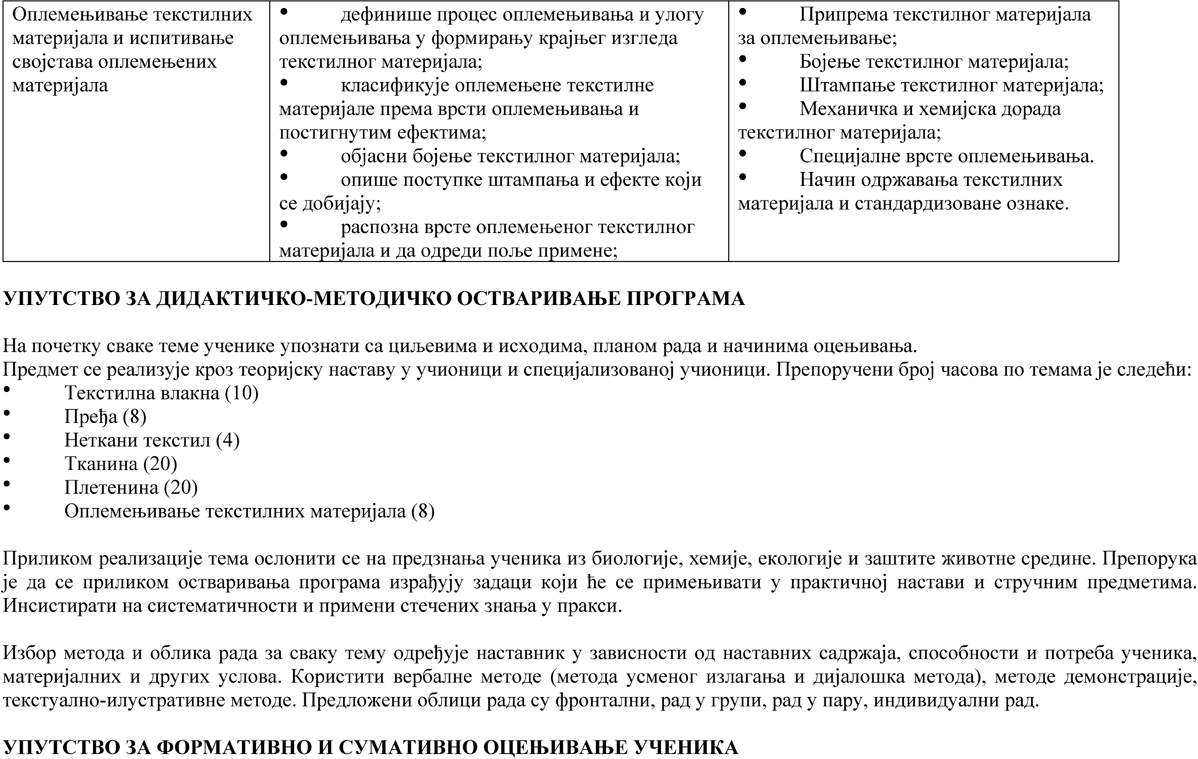 Оплемењивање текстилних
материјала и испитивање
својстава оплемењених
материјала
• дефинише процес оплемењивања и улогу
оплемењивања у формирању крајњег изгледа
текстилног материјала;
• класификује оплемењене текстилне
материјале према врсти оплемењивања и
постигнутим ефектима;
• објасни бојење текстилног материјала;
• опише поступке штампања и ефекте који
се добијају;
• распозна врсте оплемењеног текстилног
материјала и да одреди поље примене;
• Припрема текстилног материјала
за оплемењивање;
• Бојење текстилног материјала;
• Штампање текстилног материјала;
• Механичка и хемијска дорада
текстилног материјала;
• Специјалне врсте оплемењивања.
• Начин одржавања текстилних
материјала и стандардизоване ознаке.
УПУТСТВО ЗА ДИДАКТИЧКО-МЕТОДИЧКО ОСТВАРИВАЊЕ ПРОГРАМА
На почетку сваке теме ученике упознати са циљевима и исходима, планом рада и начинима оцењивања.
Предмет се реализује кроз теоријску наставу у учионици и специјализованој учионици. Препоручени број часова по темама је следећи:
• Текстилна влакна (10)
• Пређа (8)
• Неткани текстил (4)
• Тканина (20)
• Плетенина (20)
• Оплемењивање текстилних материјала (8)
Приликом реализације тема ослонити се на предзнања ученика из биологије, хемије, екологије и заштите животне средине. Препорука
је да се приликом остваривања програма израђују задаци који ће се примењивати у практичној настави и стручним предметима.
Инсистирати на систематичности и примени стечених знања у пракси.
Избор метода и облика рада за сваку тему одређује наставник у зависности од наставних садржаја, способности и потреба ученика,
материјалних и других услова. Користити вербалне методе (метода усменог излагања и дијалошка метода), методе демонстрације,
текстуално-илустративне методе. Предложени облици рада су фронтални, рад у групи, рад у пару, индивидуални рад.
УПУТСТВО ЗА ФОРМАТИВНО И СУМАТИВНО ОЦЕЊИВАЊЕ УЧЕНИКА